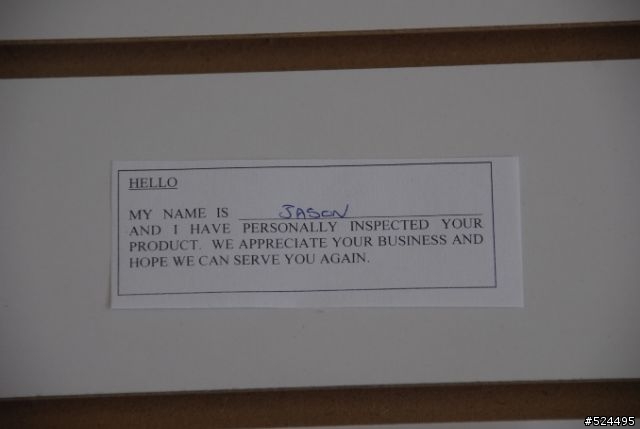 HELLO
MY NAME IS JASON
AND I HAVE PERSONALLY INSPECTED YOUR
PRODUCT. WE APPRECIATE YOUR BUSINESS AND
HOPE WE CAN SERVE YOU AGAIN.
#524495